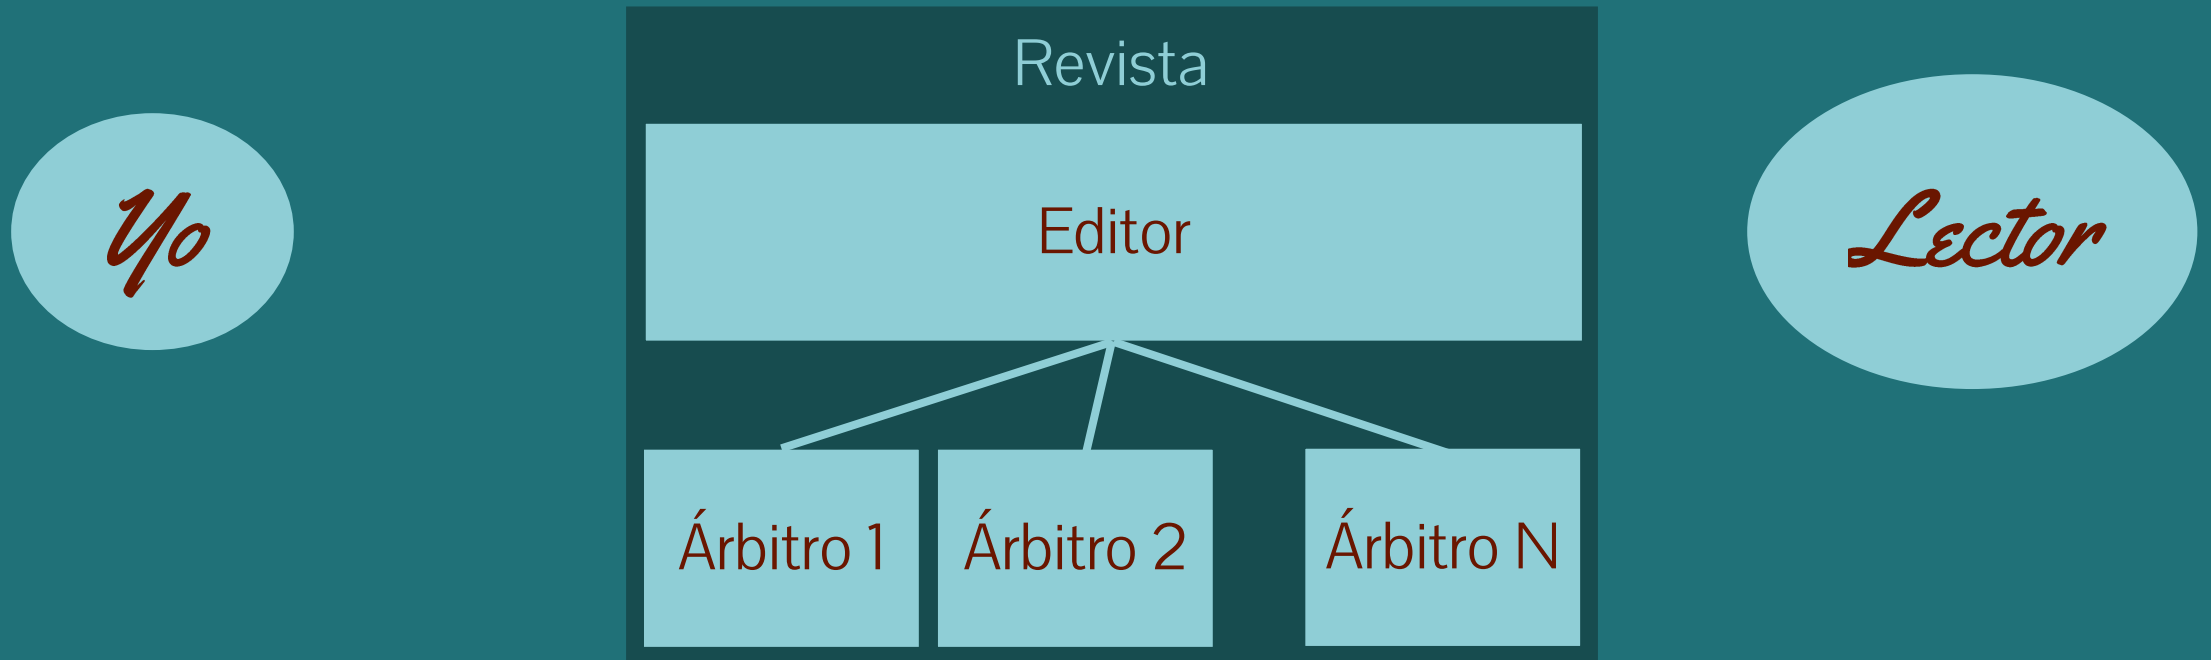 Revista
Yo
Editor
Lector
Árbitro 1
Árbitro 2
Árbitro N